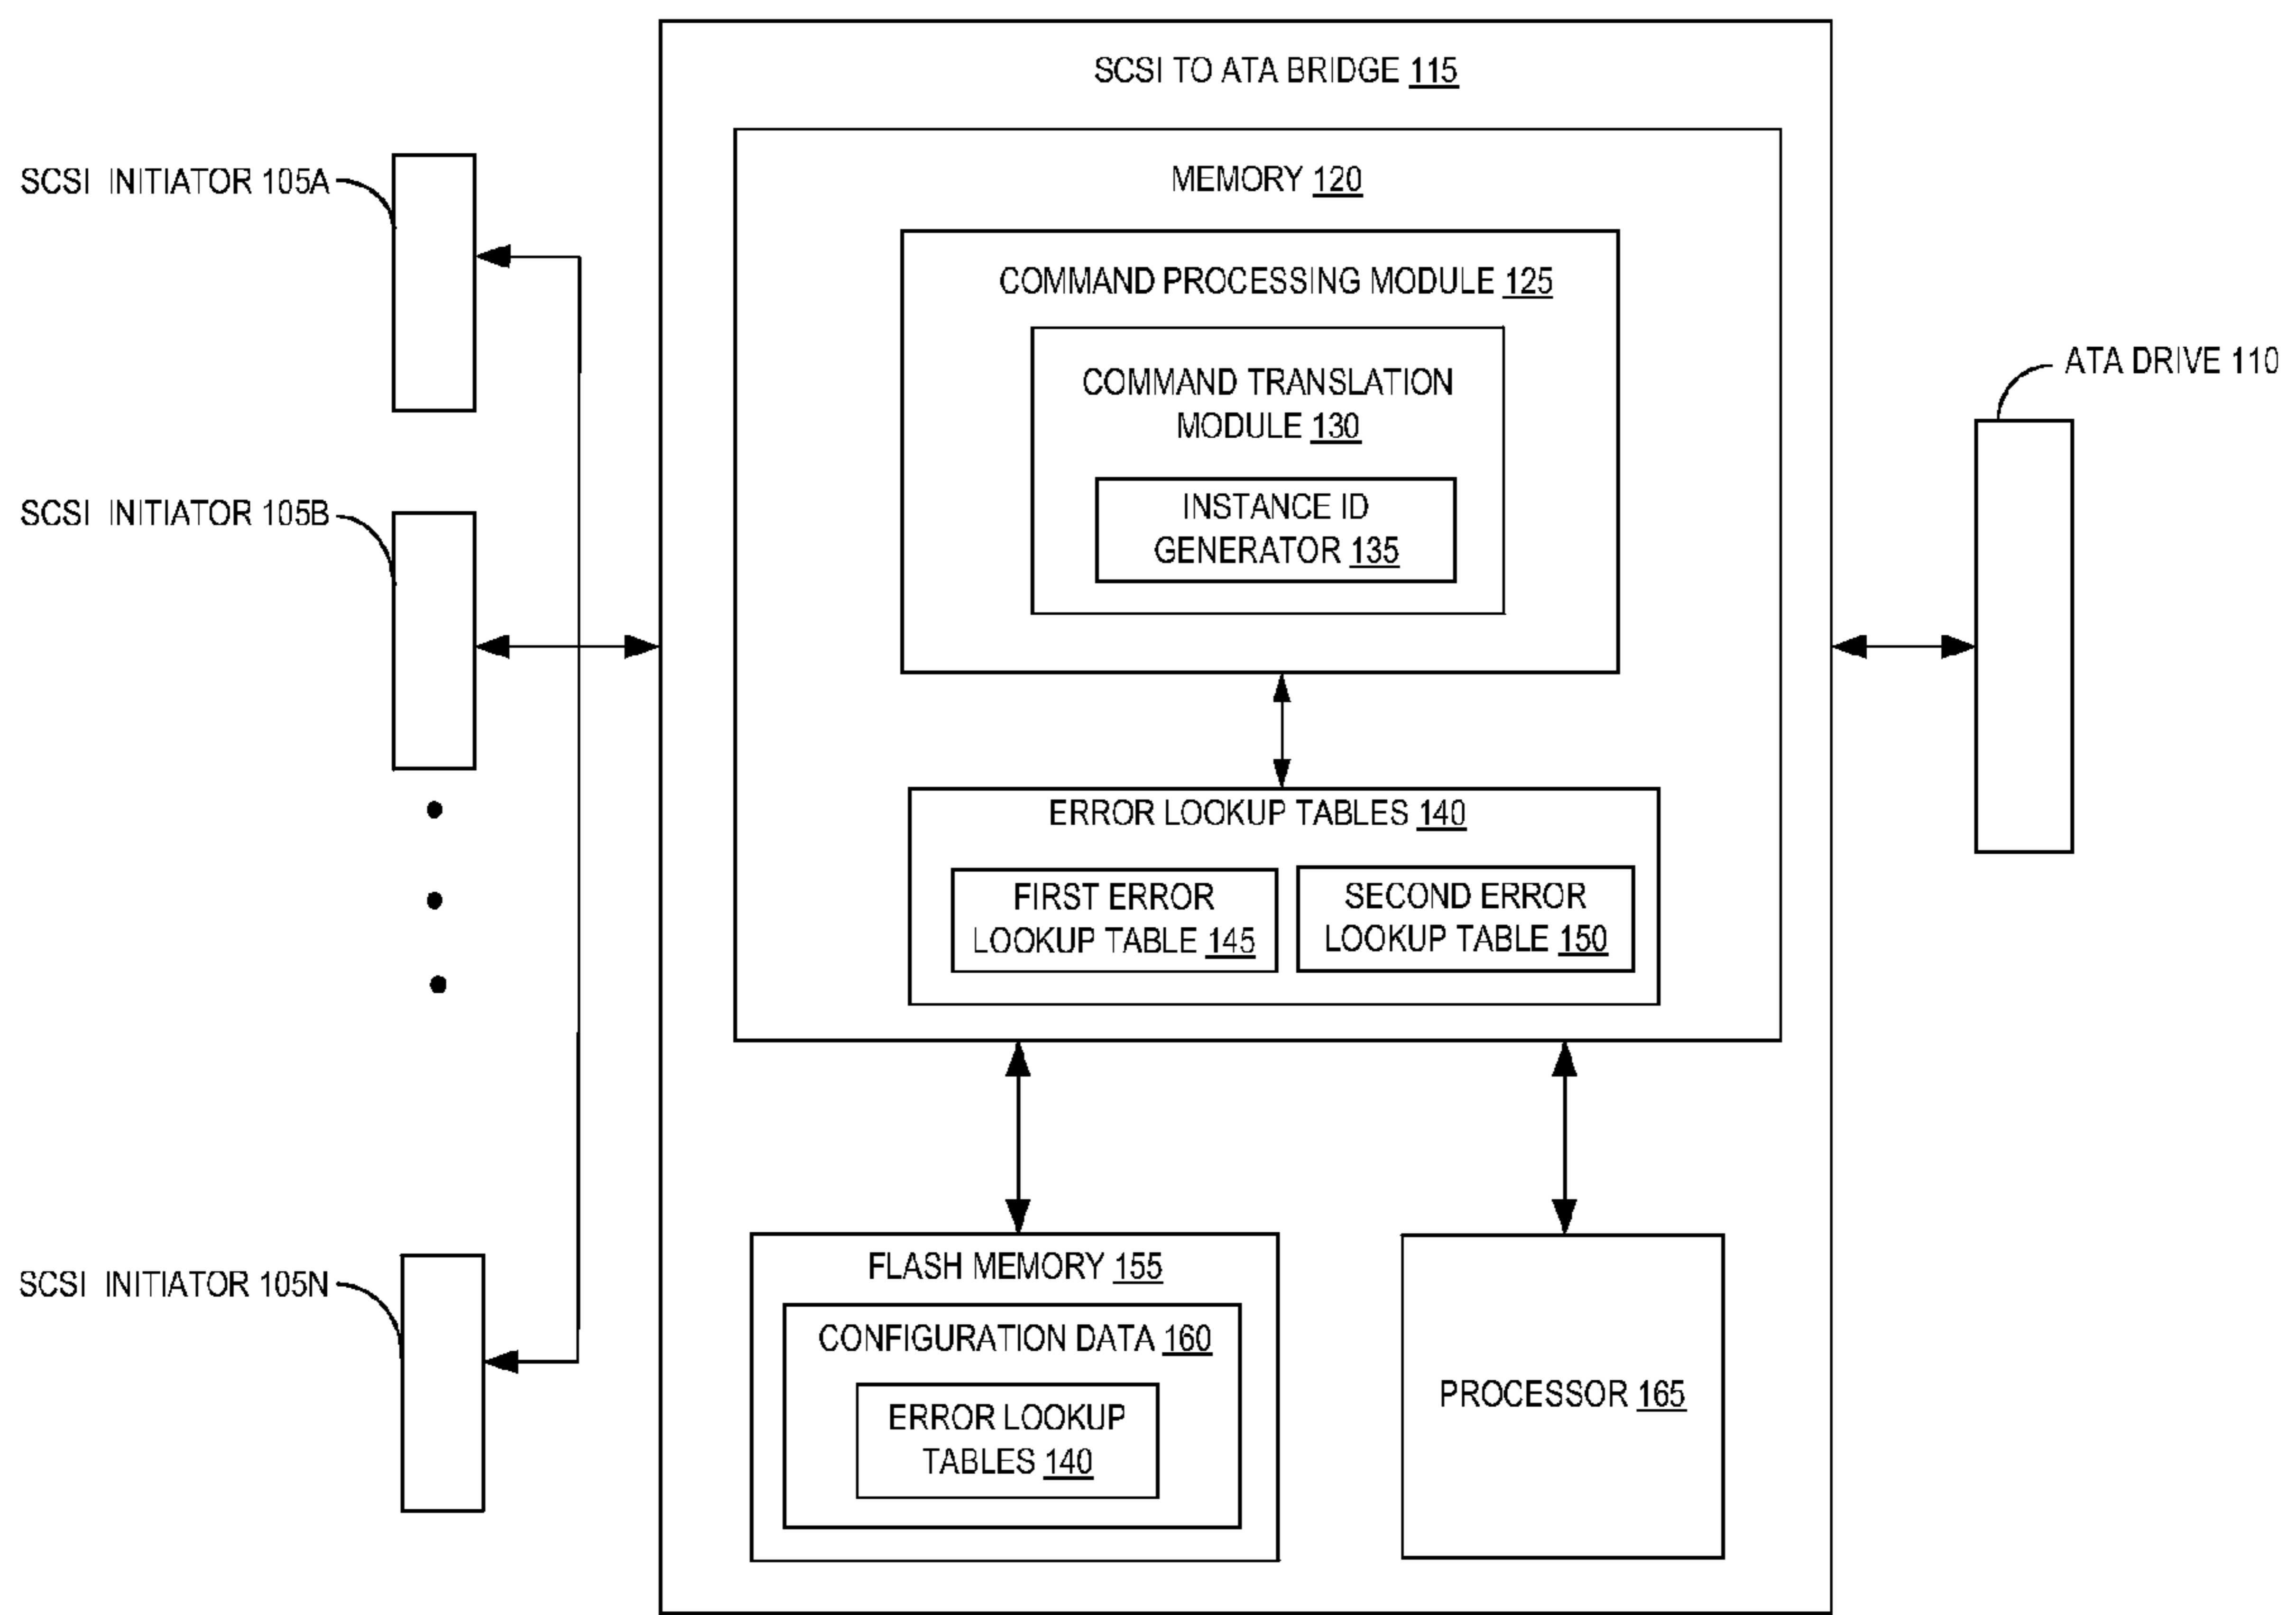 SCSI TO ATA BRIDGE 115
SCSI INITIATOR 105A
MEMORY 120
COMMAND PROCESSING MODULE 125
COMMAND TRANSLATION
MODULE 130
INSTANCE ID
GENERATOR 135
ATA DRIVE 110
SCSI INITIATOR 105B
ERROR LOOKUP TABLES 140
FIRST ERROR
LOOKUP TABLE 145
SECOND ERROR
LOOKUP TABLE 150
SCSI INITIATOR 105N
FLASH MEMORY 155
CONFIGURATION DATA 160
ERROR LOOKUP
TABLES 140
PROCESSOR 165